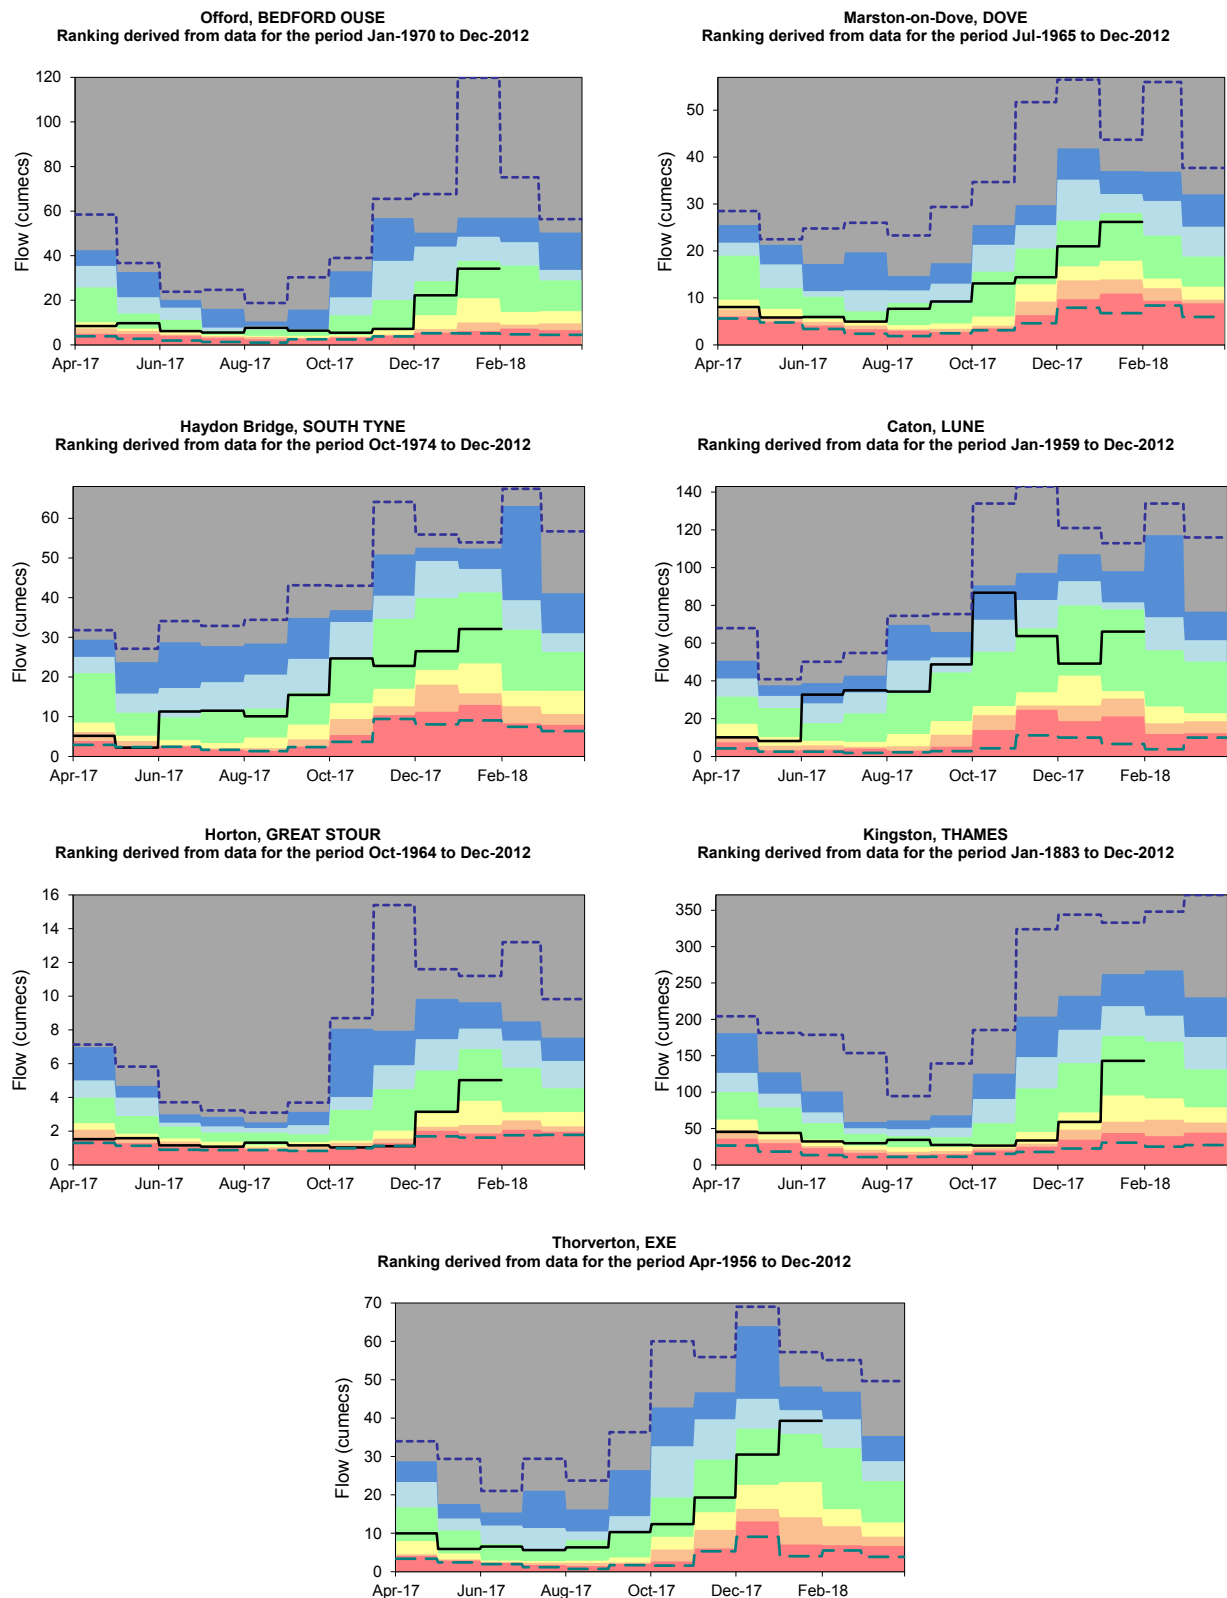 Offord, BEDFORD OUSE
Ranking derived from data for the period Jan-1970 to Dec-2012
Flow (cumecs)
120
100
80
60
40
20
0
Apr-17 Jun-17 Aug-17 Oct-17 Dec-17 Feb-18
Marston-on-Dove, DOVE
Ranking derived from data for the period Jul-1965 to Dec-2012
Flow (cumecs)
50
40
30
20
10
0
Apr-17 Jun-17 Aug-17 Oct-17 Dec-17 Feb-18
Haydon Bridge, SOUTH TYNE
Ranking derived from data for the period Oct-1974 to Dec-2012
Flow (cumecs)
60
50
40
30
20
10
0
Apr-17 Jun-17 Aug-17 Oct-17 Dec-17 Feb-18
Caton, LUNE
Ranking derived from data for the period Jan-1959 to Dec-2012
Flow (cumecs)
140
120
100
80
60
40
20
0
Apr-17 Jun-17 Aug-17 Oct-17 Dec-17 Feb-18
Horton, GREAT STOUR
Ranking derived from data for the period Oct-1964 to Dec-2012
Flow (cumecs)
16
14
12
10
8
6
4
2
0
Apr-17 Jun-17 Aug-17 Oct-17 Dec-17 Feb-18
Kingston, THAMES
Ranking derived from data for the period Jan-1883 to Dec-2012
Flow (cumecs)
350
300
250
200
150
100
50
0
Apr-17 Jun-17 Aug-17 Oct-17 Dec-17 Feb-18
Thorverton, EXE
Ranking derived from data for the period Apr-1956 to Dec-2012
Flow (cumecs)
70
60
50
40
30
20
10
0
Apr-17 Jun-17 Aug-17 Oct-17 Dec-17 Feb-18